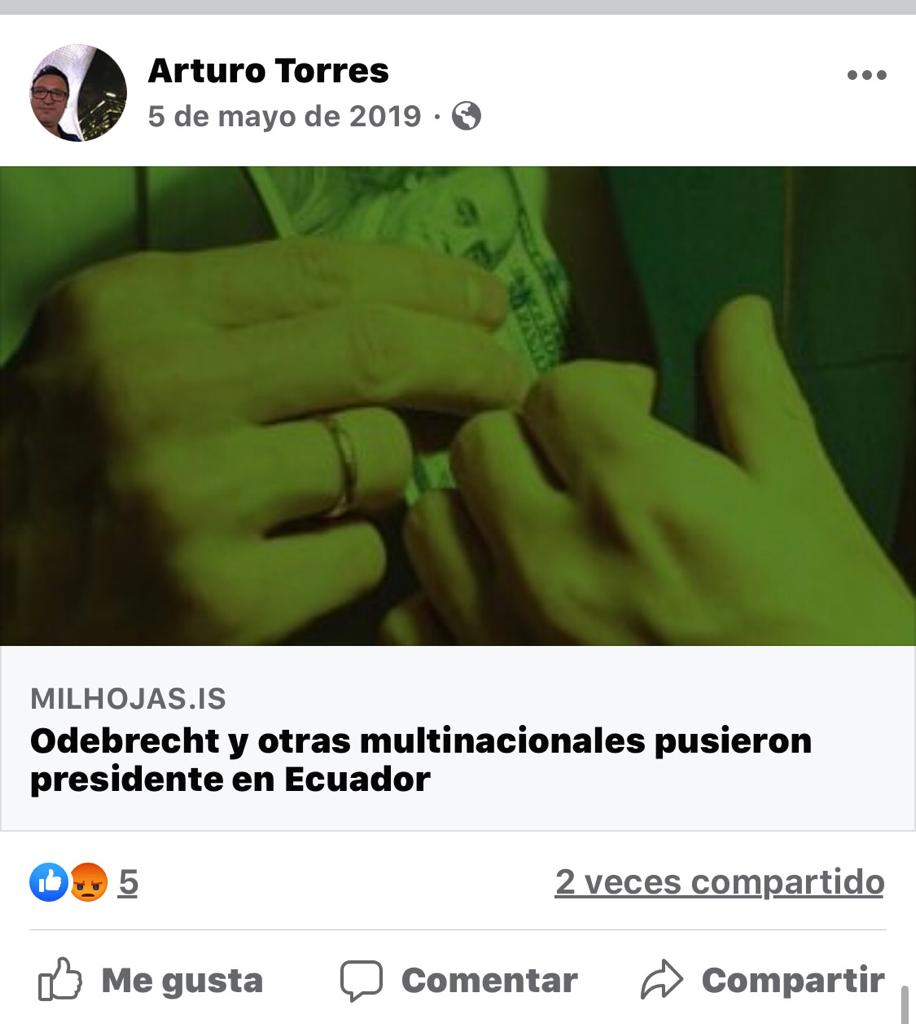 Arturo Torres
5 de mayo de 2019 ·
MILHOJAS.IS
Odebrecht y otras multinacionales pusieron
presidente en Ecuador
5
2 veces compartido
Me gusta
Comentar
Compartir